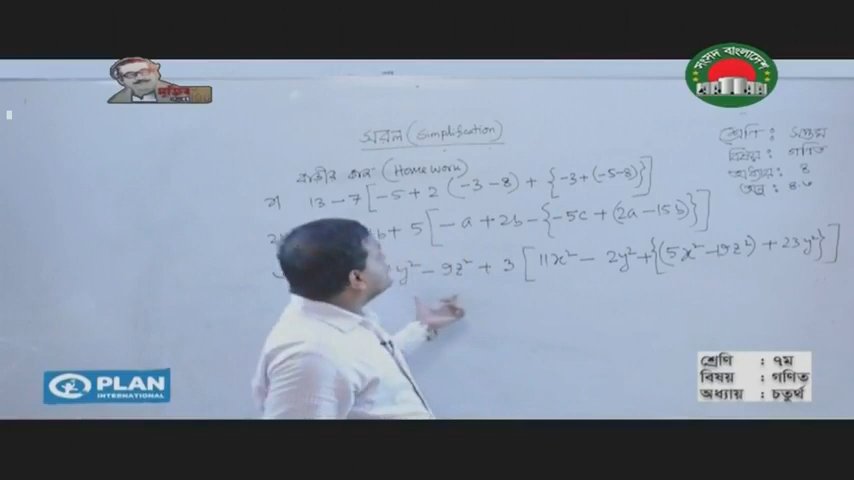 মুজিব
সংসদ বাংলাদেশ
সরল (Simplification)
শ্রেণি : সপ্তম
বিষয় : গণিত
অধ্যায় : ৪
বাড়ীর কাজ (Home work)
13 - 7 [-5 + 2 (-3 - 8) + {-3 + (-5 - 8)}]
b + 5 [-a + 2b - {-5c + (2a - 15b)}]
y² - 9z² + 3 [11x² - 2y² + {(5x² - 19z²) + 23y²}]
শ্রেণি : ৭ম
বিষয় : গণিত
অধ্যায় : চতুর্থ
PLAN
INTERNATIONAL